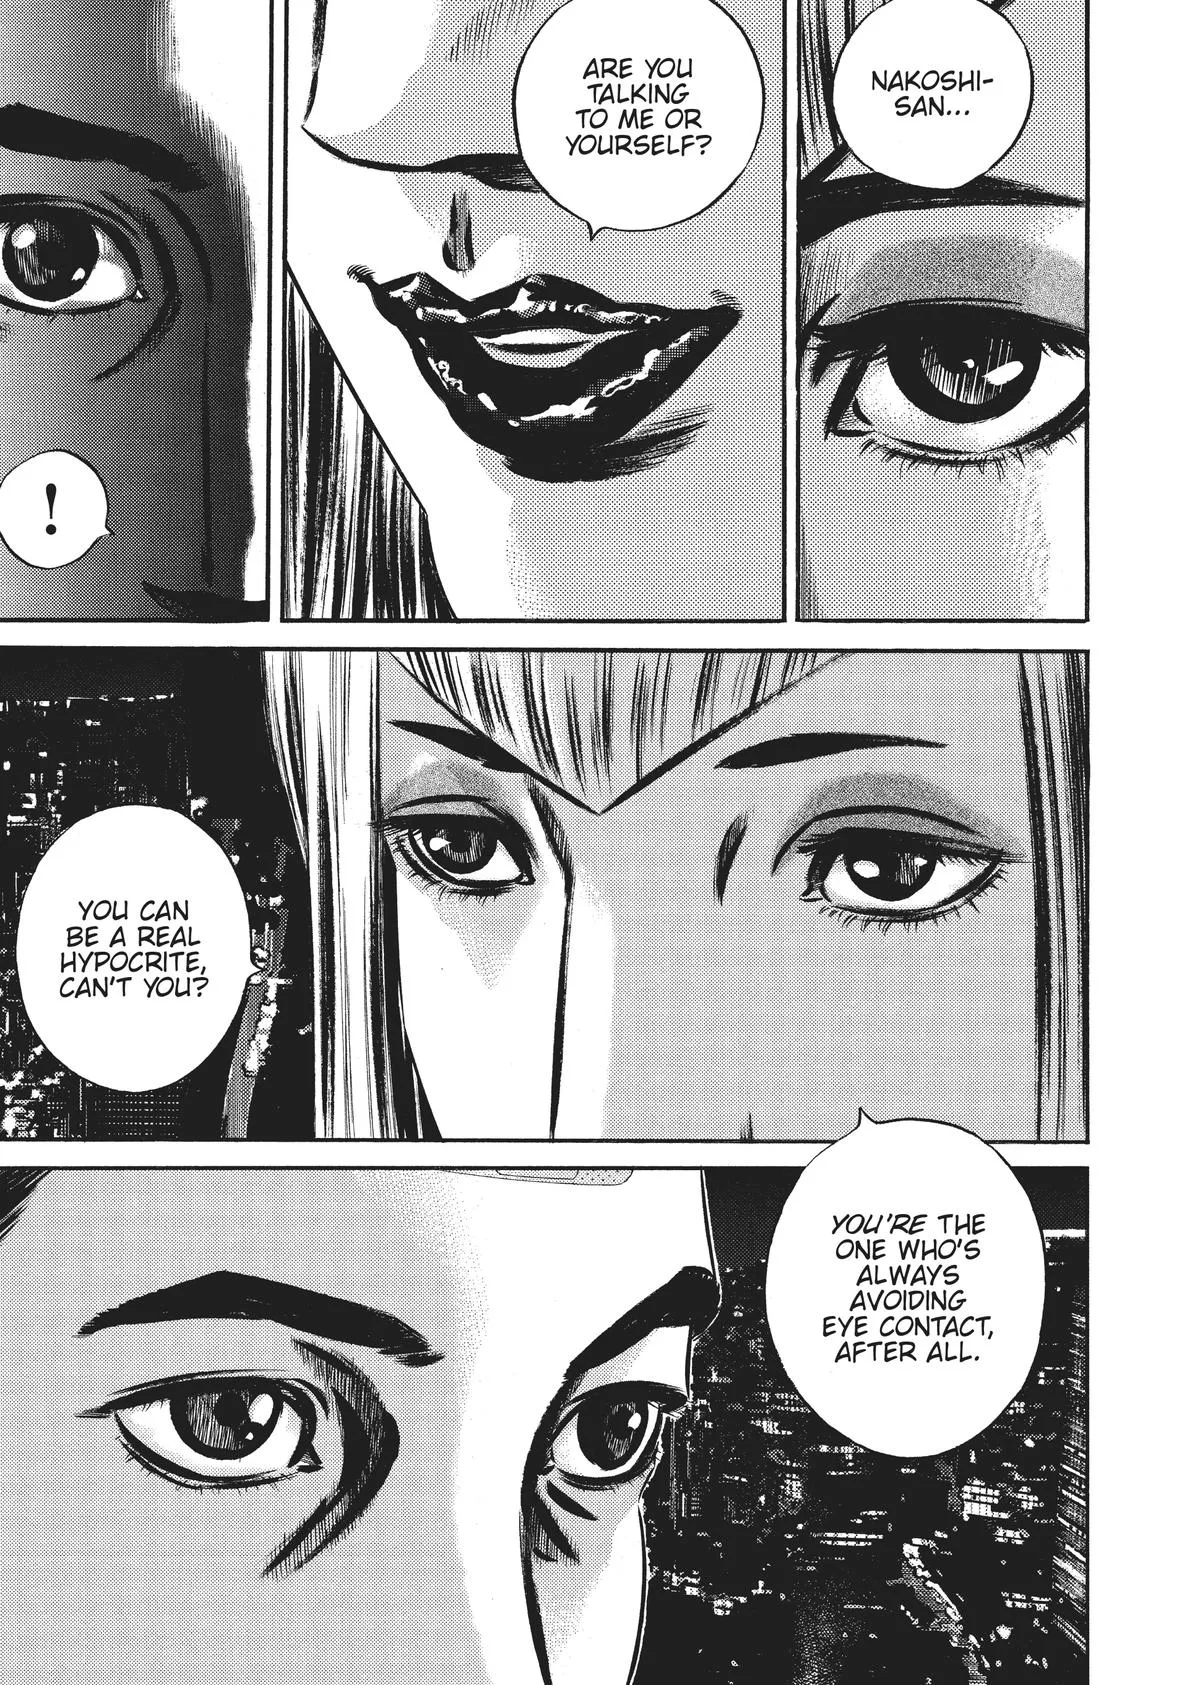 NAKOSHI-
SAN...
ARE YOU
TALKING
TO ME OR
YOURSELF?
!
YOU CAN
BE A REAL
HYPOCRITE,
CAN'T YOU?
YOU'RE THE
ONE WHO'S
ALWAYS
AVOIDING
EYE CONTACT,
AFTER ALL.